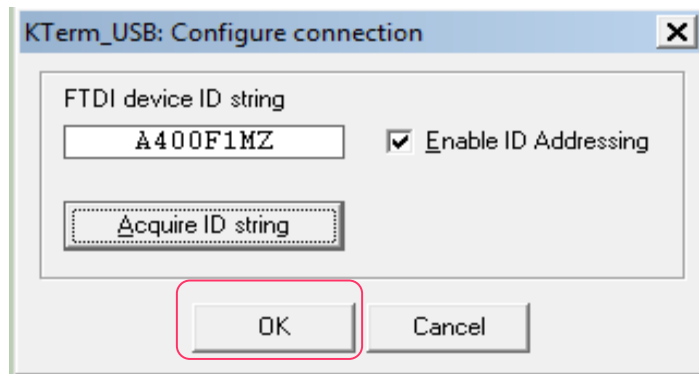 KTerm_USB: Configure connection
FTDI device ID string
A400F1MZ
Enable ID Addressing
Acquire ID string
OK
Cancel